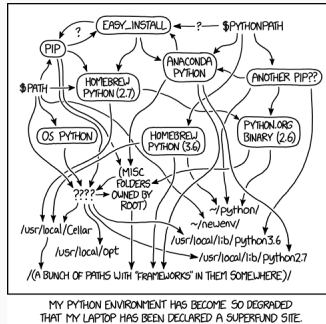 EASY_INSTALL
?
$PYTHONPATH
?
PIP
ANACONDA
PYTHON
ANOTHER PIP??
HOMEBREW
PYTHON (2.7)
$PATH
OS PYTHON
HOMEBREW
PYTHON (3.6)
PYTHON.ORG
BINARY (2.6)
(MISC
FOLDERS
OWNED BY
ROOT)
????
~/python/
~/newenv/
/usr/local/Cellar
/usr/local/lib/python3.6
/usr/local/opt
/usr/local/lib/python2.7
/(A BUNCH OF PATHS WITH "FRAMEWORKS" IN THEM SOMEWHERE)/
MY PYTHON ENVIRONMENT HAS BECOME SO DEGRADED
THAT MY LAPTOP HAS BEEN DECLARED A SUPERFUND SITE.